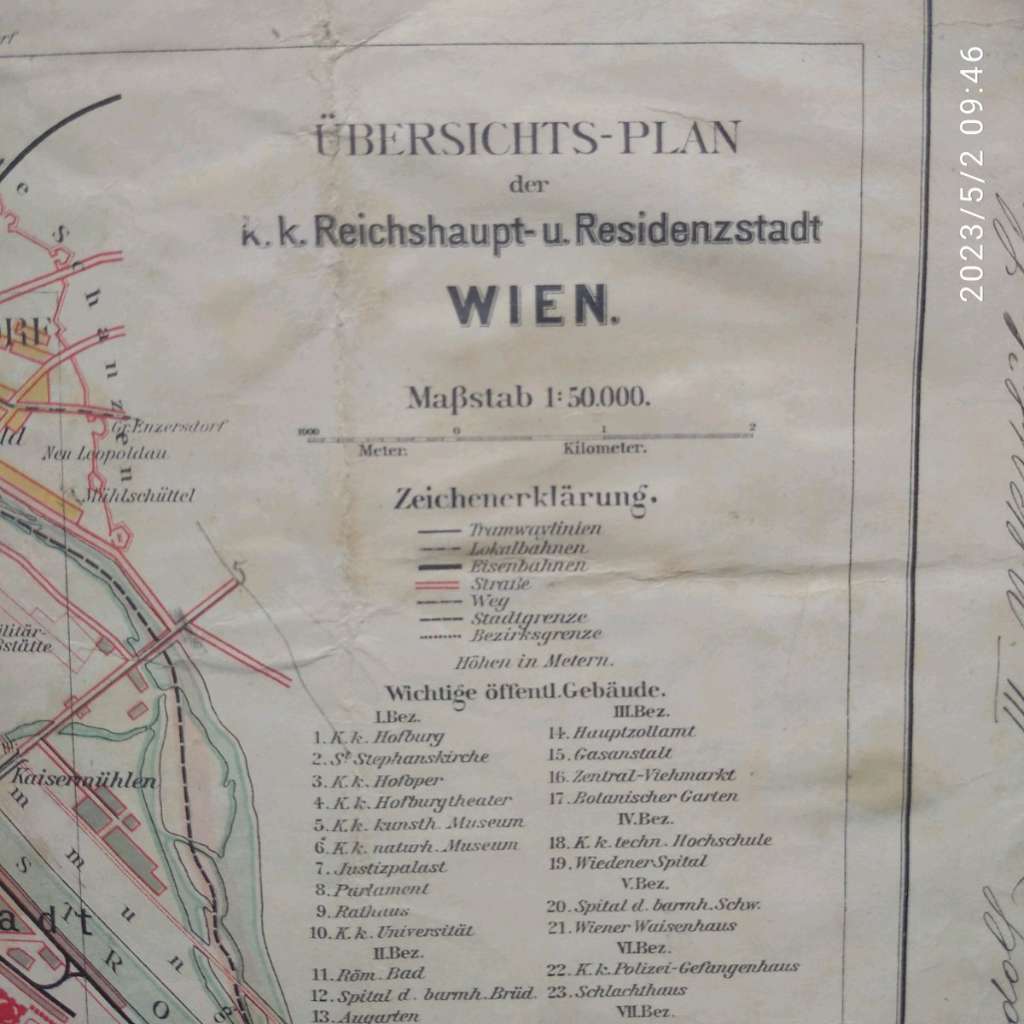 ÜBERSICHTS-PLAN
der
k. k. Reichshaupt- u. Residenzstadt
WIEN.
Maßstab 1:50.000.
1000 0 1 2
Meter. Kilometer.
Zeichenerklärung.
Tramwaylinien
Lokalbahnen
Eisenbahnen
Straße
Weg
Stadtgrenze
Bezirksgrenze
Höhen in Metern.
Wichtige öffentl. Gebäude.
I.Bez.
1. K. k. Hofburg
2. St Stephanskirche
3. K. k. Hofoper
4. K. k. Hofburgtheater
5. K. k. kunsth. Museum
6. K. k. naturh. Museum
7. Justizpalast
8. Parlament
9. Rathaus
10. K. k. Universität
II.Bez.
11. Röm. Bad
12. Spital d. barmh. Brüd.
13. Augarten
III.Bez.
14. Hauptzollamt
15. Gasanstalt
16. Zentral-Viehmarkt
17. Botanischer Garten
IV.Bez.
18. K. k. techn. Hochschule
19. Wiedener Spital
V.Bez.
20. Spital d. barmh. Schw.
21. Wiener Waisenhaus
VI.Bez.
22. K. k. Polizei-Gefangenhaus
23. Schlachthaus
VII.Bez.
Schanzen
Gr. Enzersdorf
Neu Leopoldau
Mühlschüttel
5
Kaisermühlen
2023/5/2 09:46